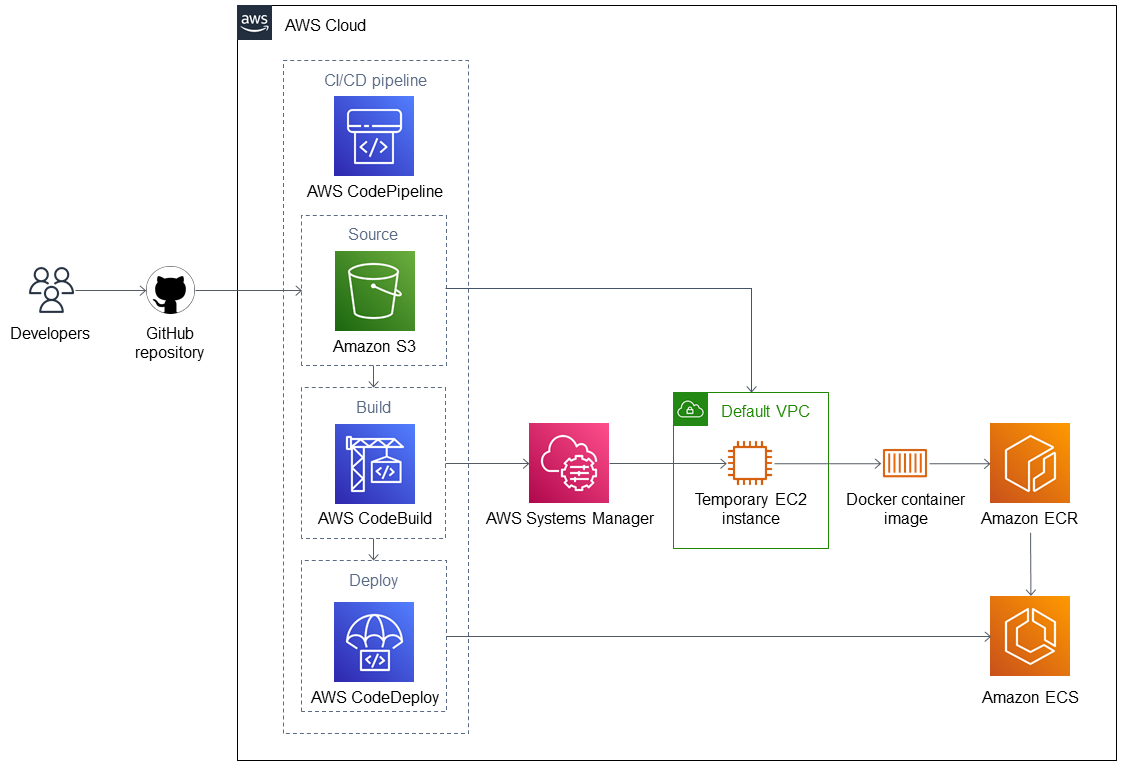 aws
AWS Cloud
CI/CD pipeline
</>
AWS CodePipeline
Source
Amazon S3
Developers
GitHub
repository
Build
</>
AWS CodeBuild
AWS Systems Manager
Default VPC
Temporary EC2
instance
Docker container
image
Amazon ECR
Deploy
</>
AWS CodeDeploy
Amazon ECS